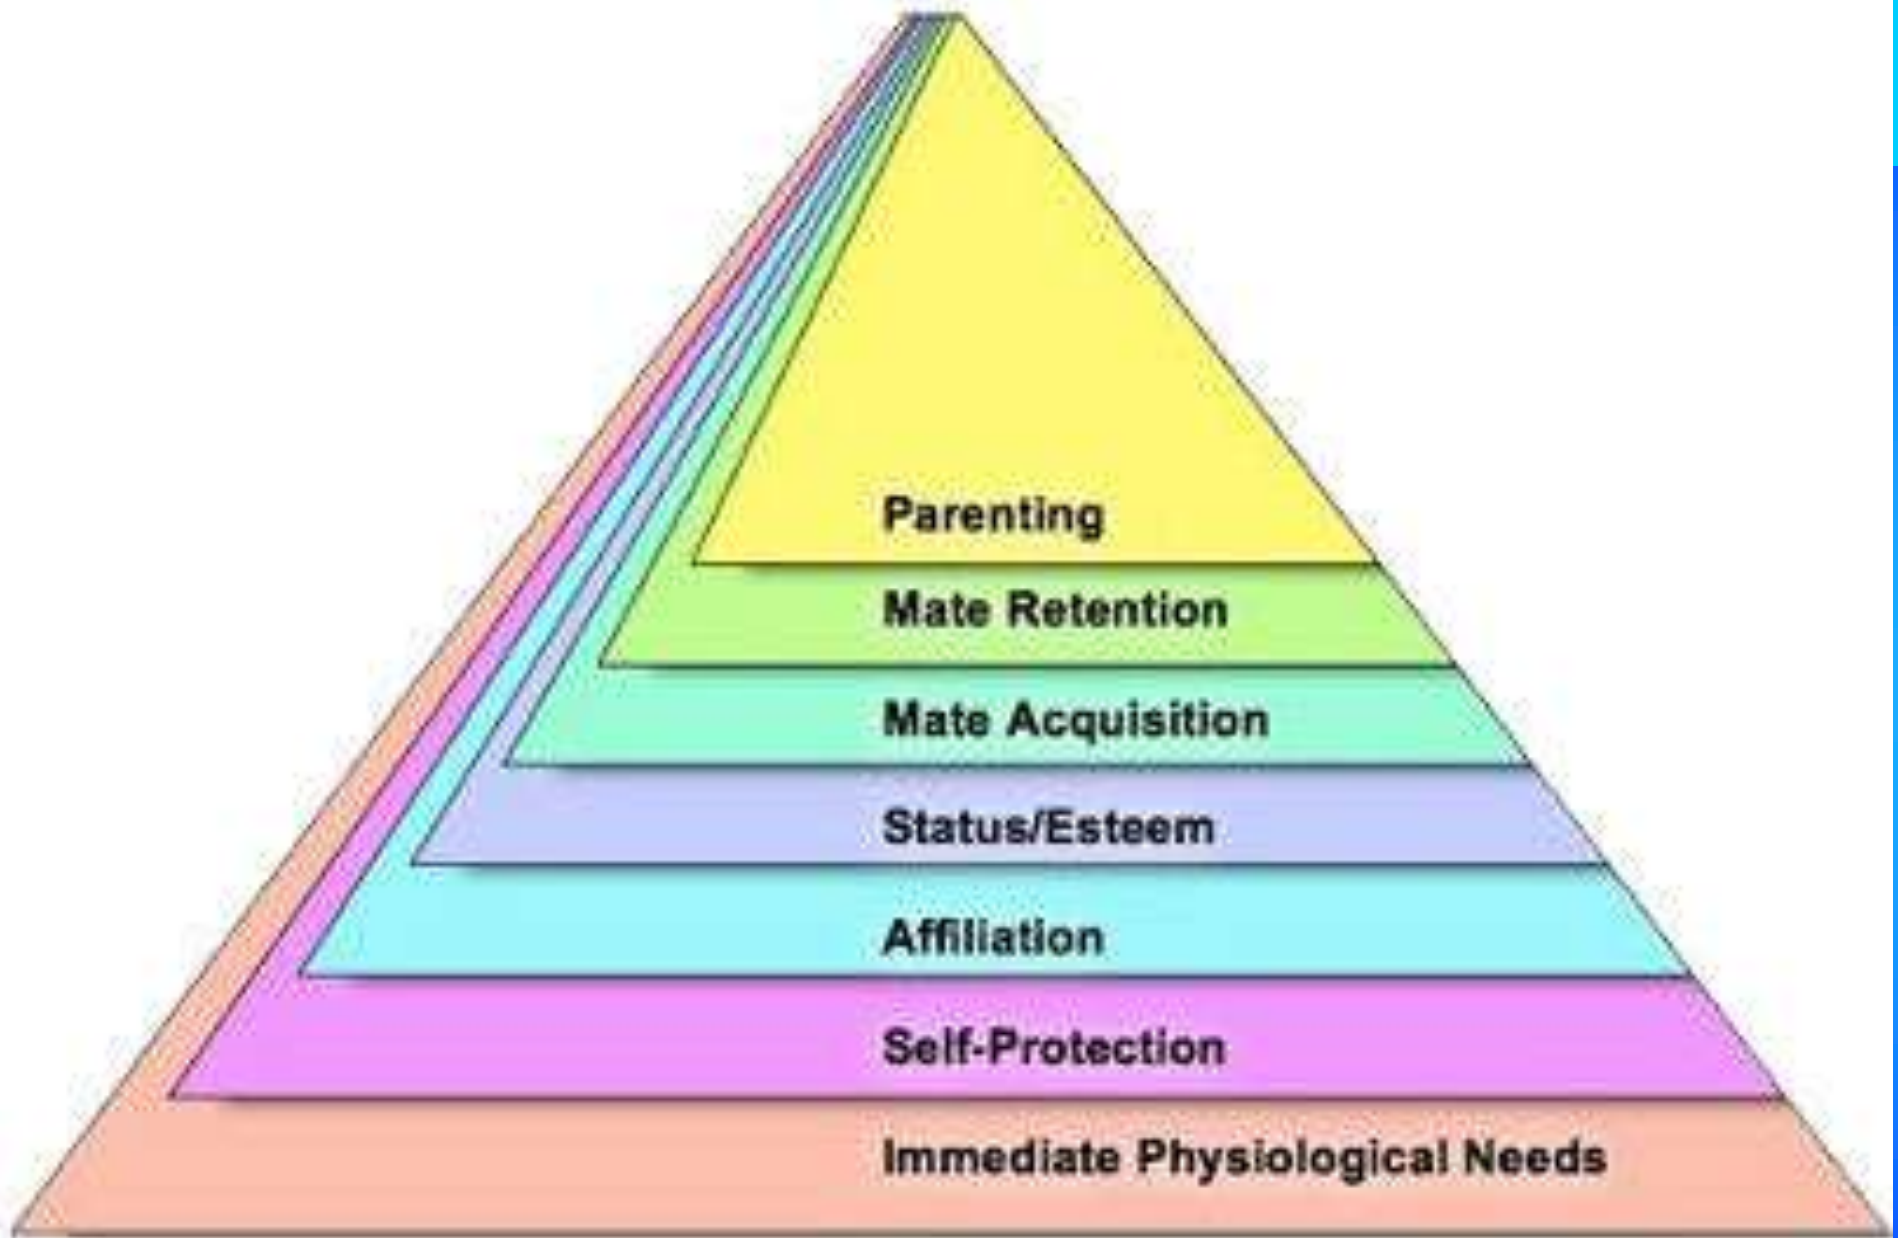 Parenting
Mate Retention
Mate Acquisition
Status/Esteem
Affiliation
Self-Protection
Immediate Physiological Needs